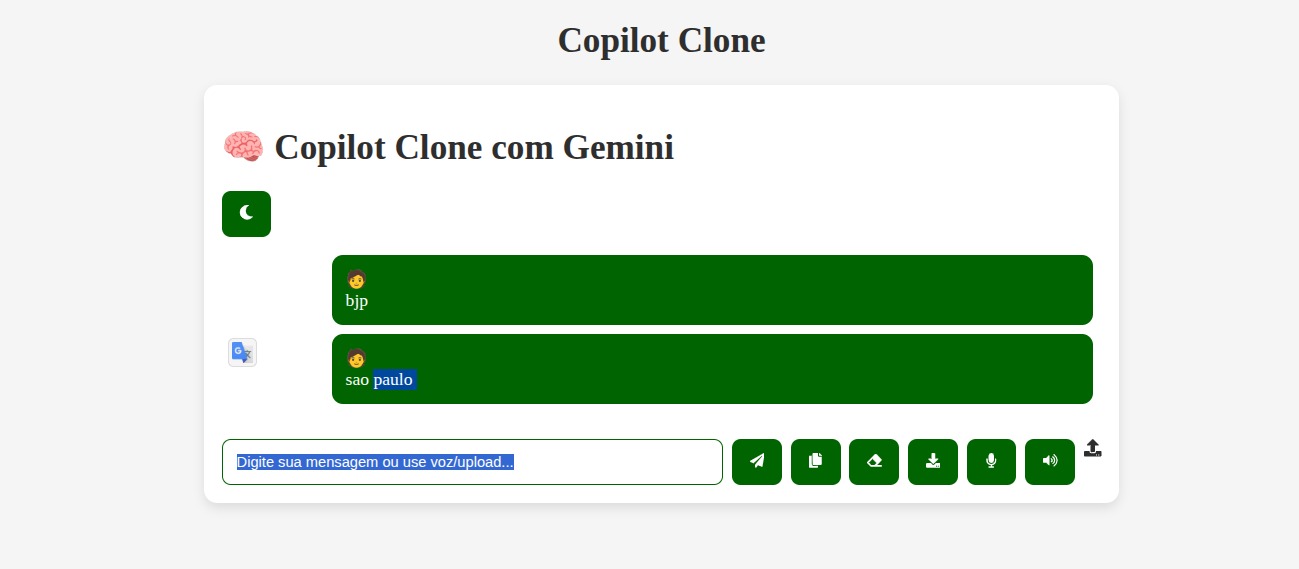 Copilot Clone
🧠 Copilot Clone com Gemini
bjp
sao paulo
Digite sua mensagem ou use voz/upload...